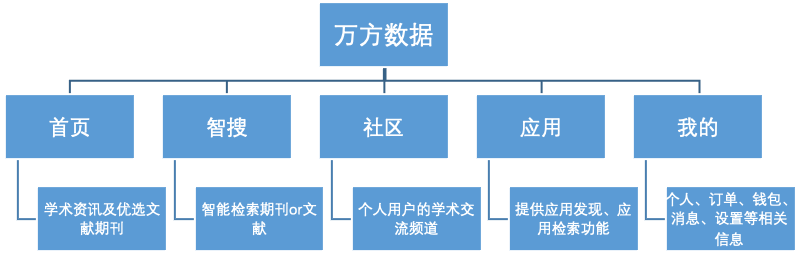 万方数据
首页
智搜
社区
应用
我的
学术资讯及优选文
献期刊
智能检索期刊or文
献
个人用户的学术交
流频道
提供应用发现、应
用检索功能
个人、订单、钱包、
消息、设置等相关
信息